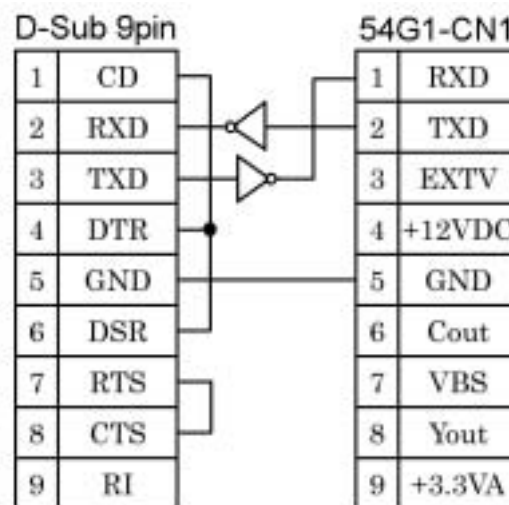 D-Sub 9pin 54G1-CN1
1 CD 1 RXD
2 RXD 2 TXD
3 TXD 3 EXTV
4 DTR 4 +12VDC
5 GND 5 GND
6 DSR 6 Cout
7 RTS 7 VBS
8 CTS 8 Yout
9 RI 9 +3.3VA